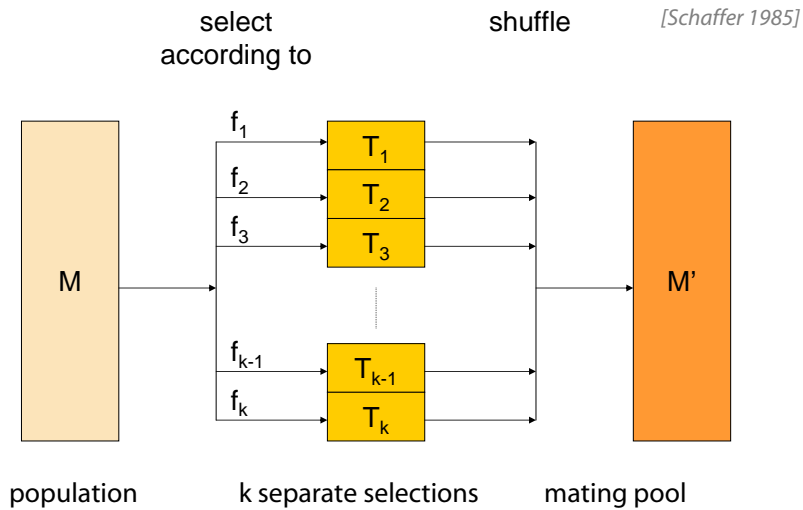 select
according to
shuffle
[Schaffer 1985]
f1
T1
f2
T2
f3
T3
M
M'
fk-1
Tk-1
fk
Tk
population
k separate selections
mating pool